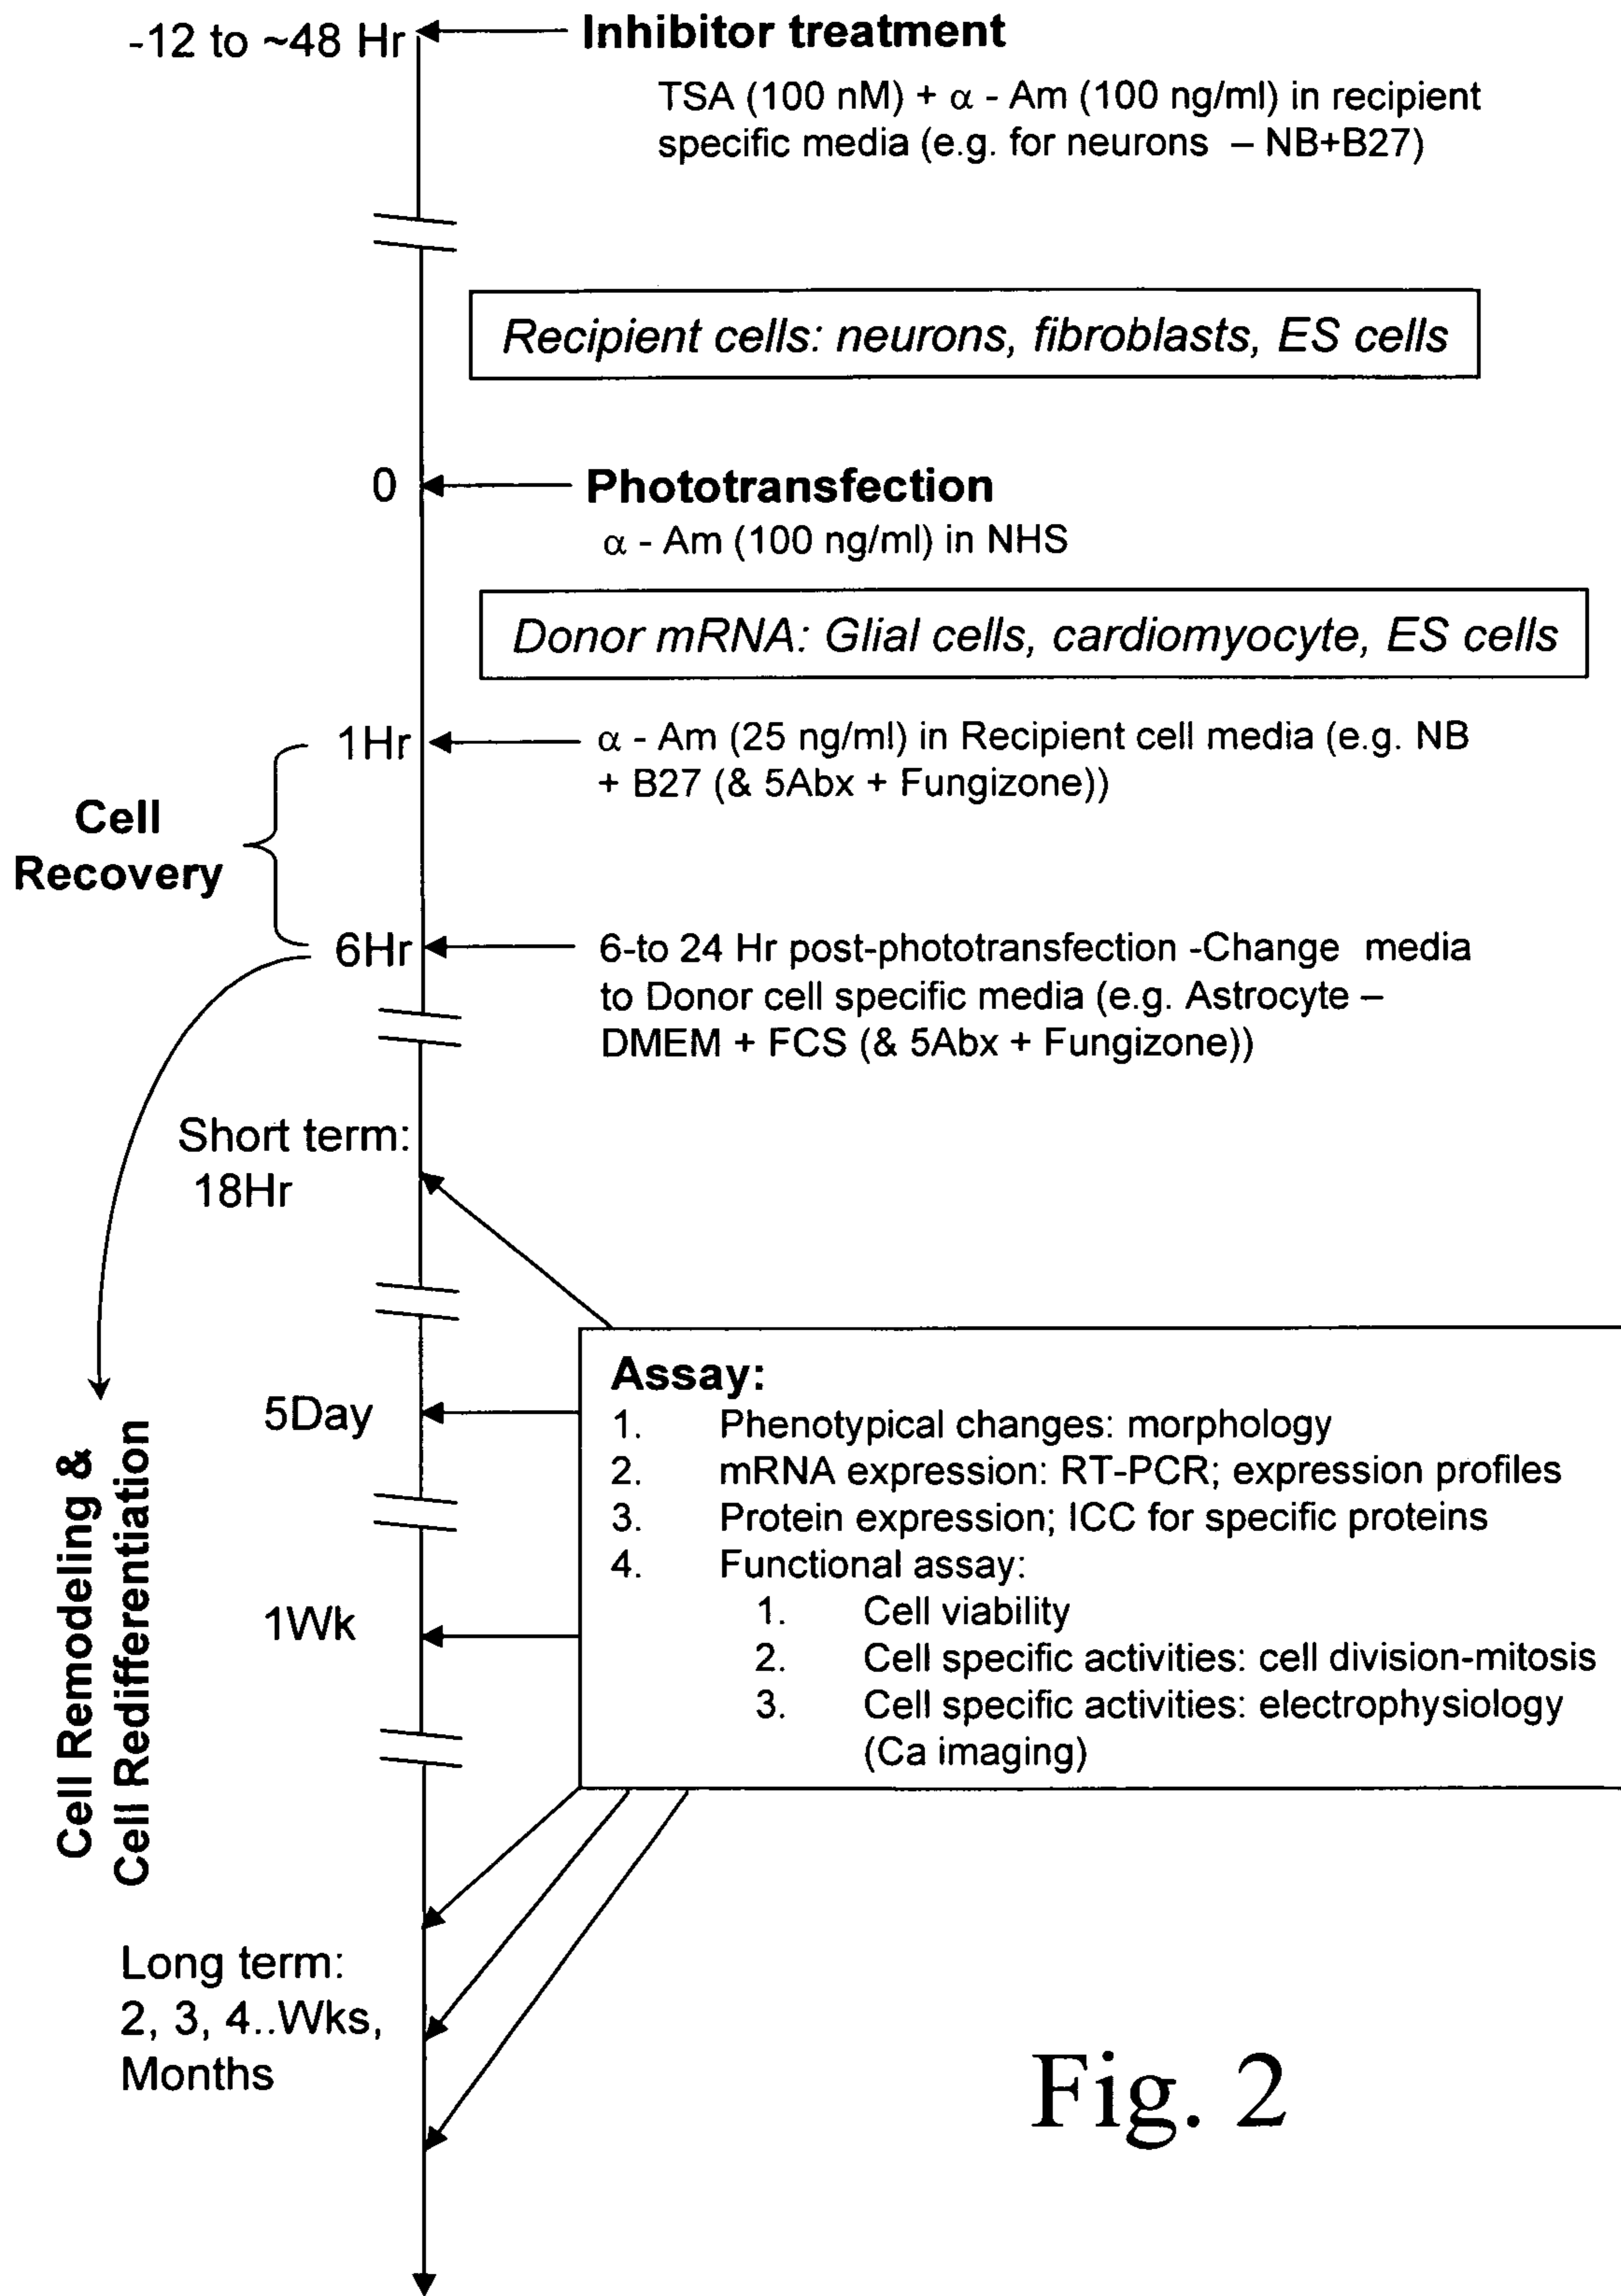 -12 to ~48 Hr
Inhibitor treatment
TSA (100 nM) + α - Am (100 ng/ml) in recipient
specific media (e.g. for neurons – NB+B27)
Recipient cells: neurons, fibroblasts, ES cells
0
Phototransfection
α - Am (100 ng/ml) in NHS
Donor mRNA: Glial cells, cardiomyocyte, ES cells
1Hr
α - Am (25 ng/ml) in Recipient cell media (e.g. NB
+ B27 (& 5Abx + Fungizone))
Cell
Recovery
6Hr
6-to 24 Hr post-phototransfection -Change media
to Donor cell specific media (e.g. Astrocyte –
DMEM + FCS (& 5Abx + Fungizone))
Short term:
18Hr
Assay:
1. Phenotypical changes: morphology
2. mRNA expression: RT-PCR; expression profiles
3. Protein expression; ICC for specific proteins
4. Functional assay:
1. Cell viability
2. Cell specific activities: cell division-mitosis
3. Cell specific activities: electrophysiology
(Ca imaging)
5Day
1Wk
Cell Remodeling &
Cell Redifferentiation
Long term:
2, 3, 4..Wks,
Months
Fig. 2